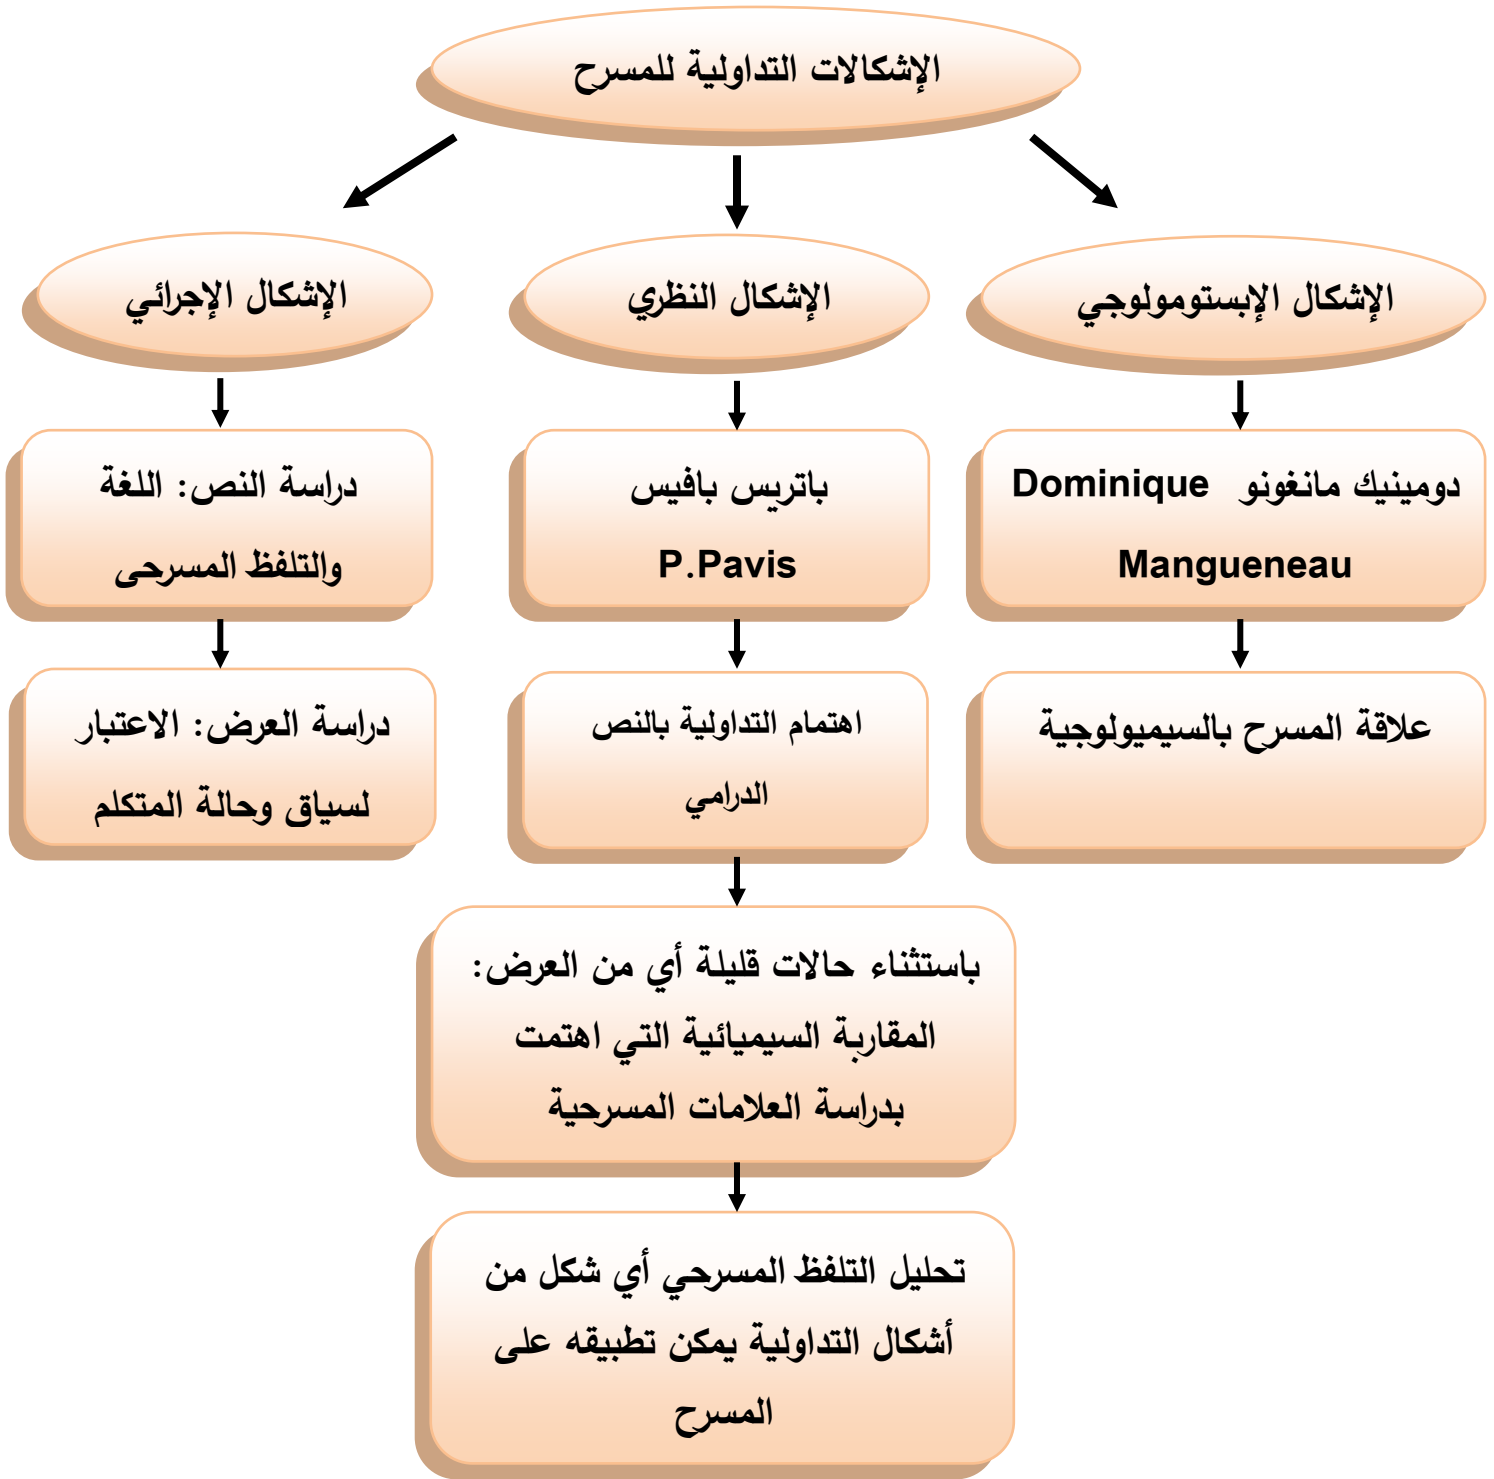 الإشكالات التداولية للمسرح
الإشكال الإبستومولوجي
الإشكال النظري
الإشكال الإجرائي
دومينيك مانغونو Dominique
Mangueneau
باتريس بافيس
P.Pavis
دراسة النص: اللغة
والتلفظ المسرحى
علاقة المسرح بالسيميولوجية
اهتمام التداولية بالنص
الدرامي
دراسة العرض: الاعتبار
لسياق وحالة المتكلم
باستثناء حالات قليلة أي من العرض:
المقاربة السيميائية التي اهتمت
بدراسة العلامات المسرحية
تحليل التلفظ المسرحي أي شكل من
أشكال التداولية يمكن تطبيقه على
المسرح